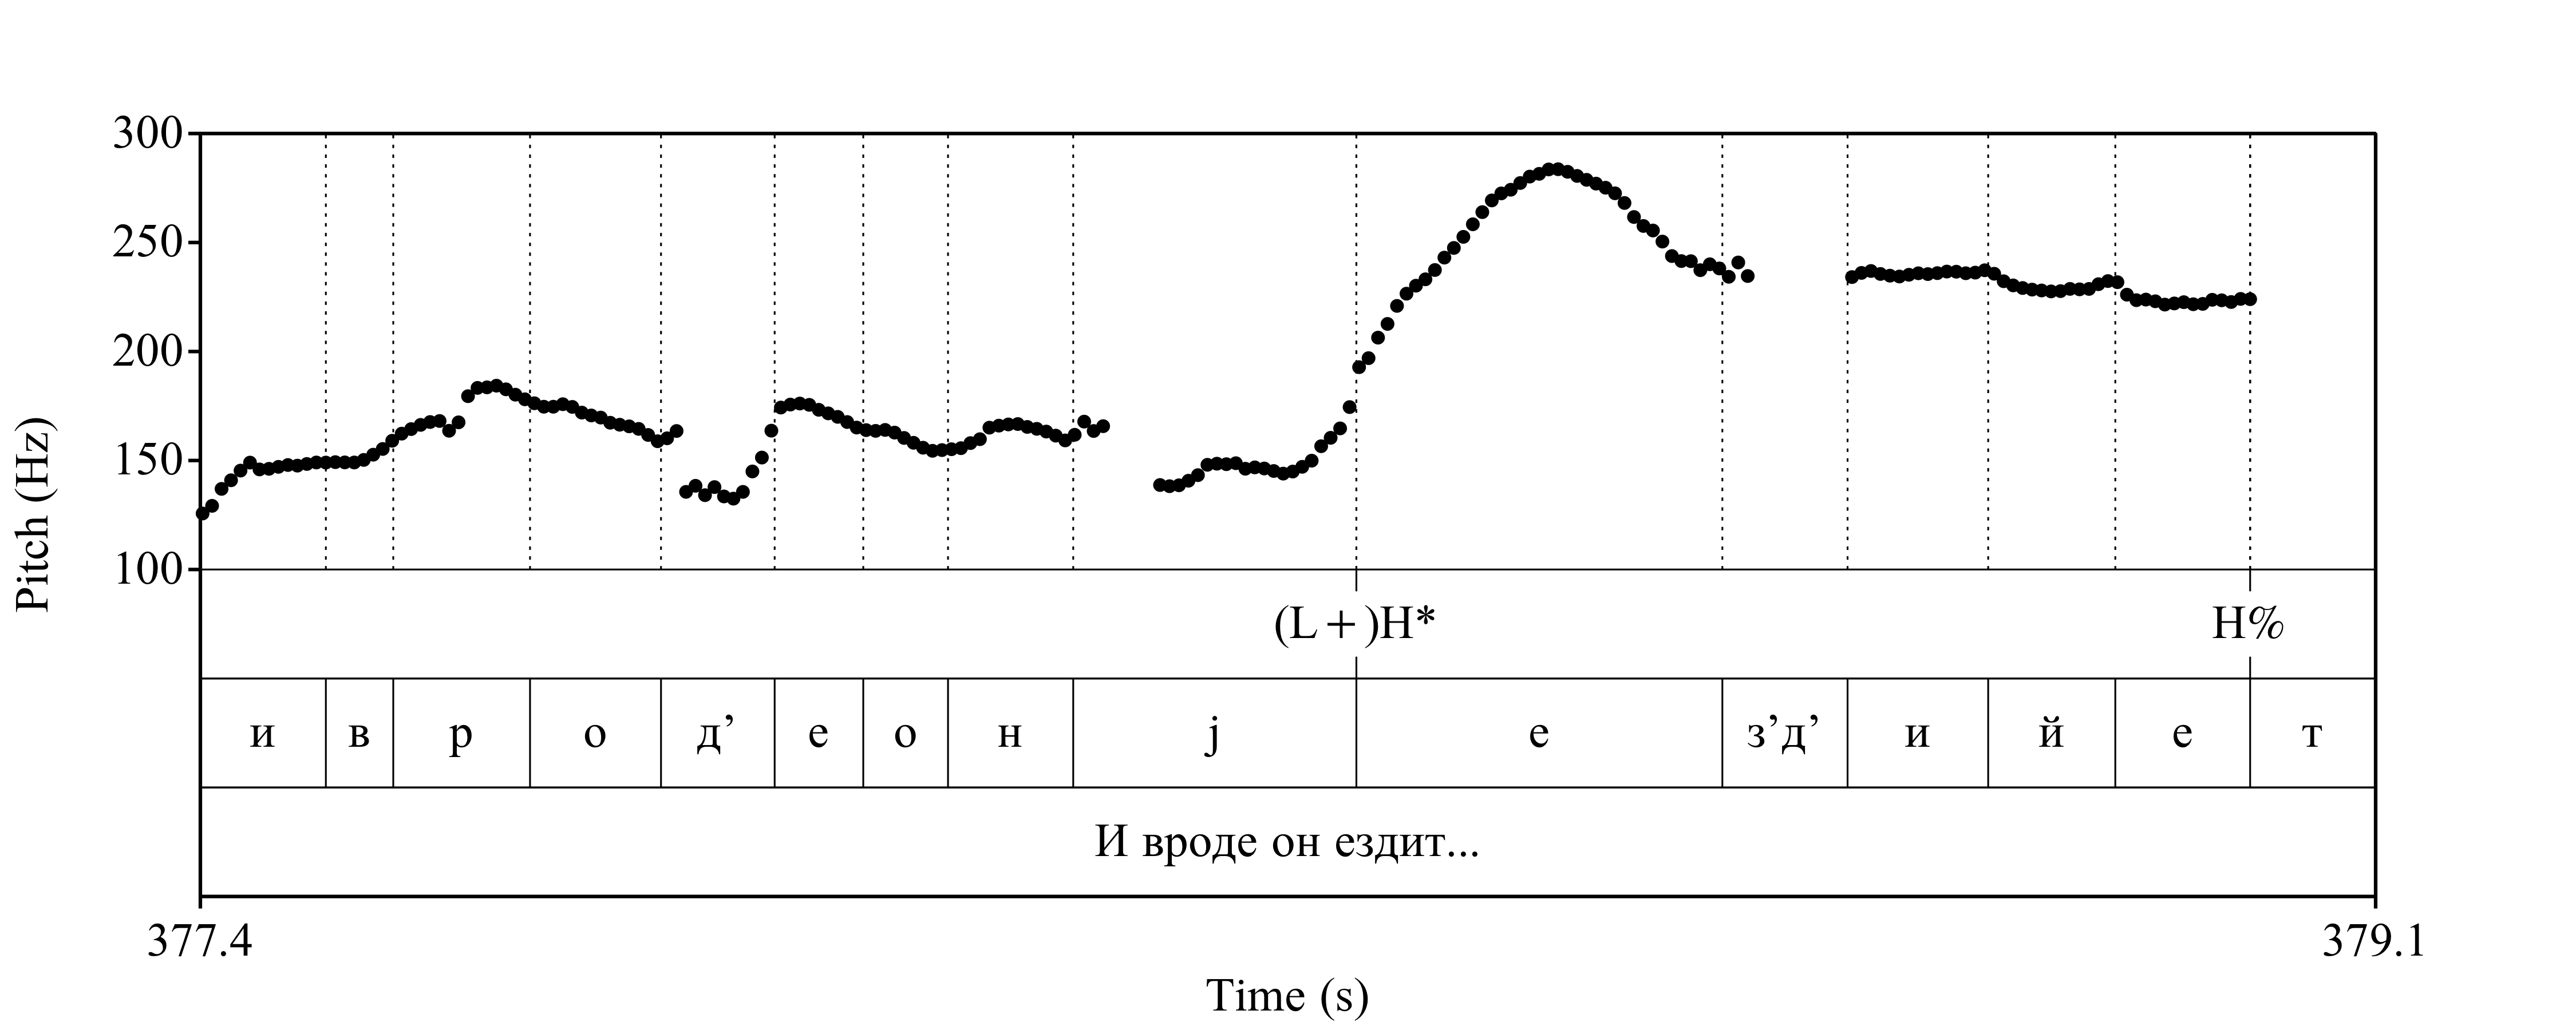 300
250
200
150
100
Pitch (Hz)
(L+)H* H%
и в р о д’ е о н j е з’д’ и й е т
И вроде он ездит...
377.4 379.1
Time (s)